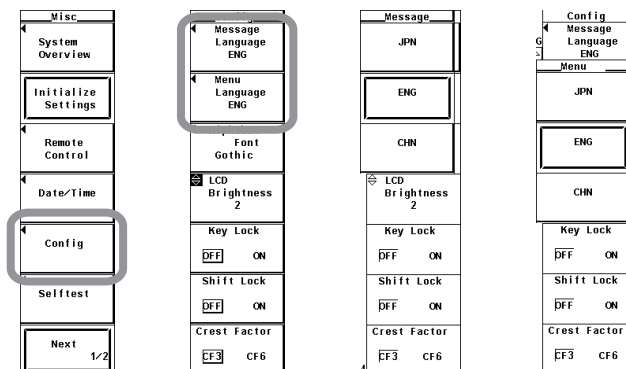 Misc
System
Overview
Initialize
Settings
Remote
Control
Date/Time
Config
Selftest
Next
1/2
Message
Language
ENG
Menu
Language
ENG
Font
Gothic
LCD
Brightness
2
Key Lock
OFF ON
Shift Lock
OFF ON
Crest Factor
CF3 CF6
Message
JPN
ENG
CHN
LCD
Brightness
2
Key Lock
OFF ON
Shift Lock
OFF ON
Crest Factor
CF3 CF6
Config
Message
Language
ENG
Menu
JPN
ENG
CHN
Key Lock
OFF ON
Shift Lock
OFF ON
Crest Factor
CF3 CF6